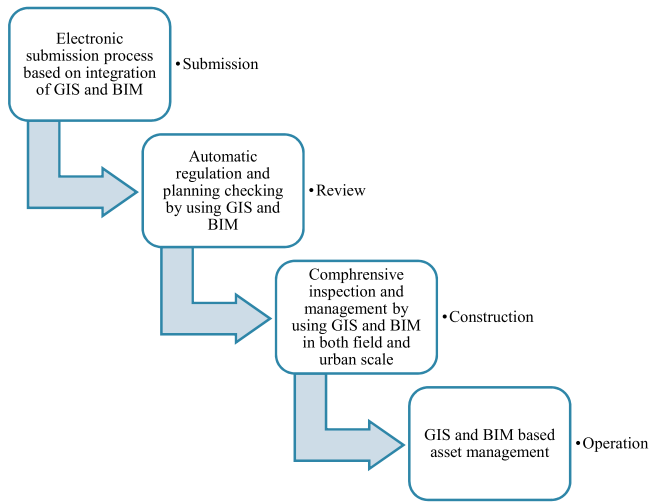 Electronic
submission process
based on integration
of GIS and BIM
•Submission
Automatic
regulation and
planning checking
by using GIS and
BIM
•Review
Comphrensive
inspection and
management by
using GIS and BIM
in both field and
urban scale
•Construction
GIS and BIM based
asset management
•Operation